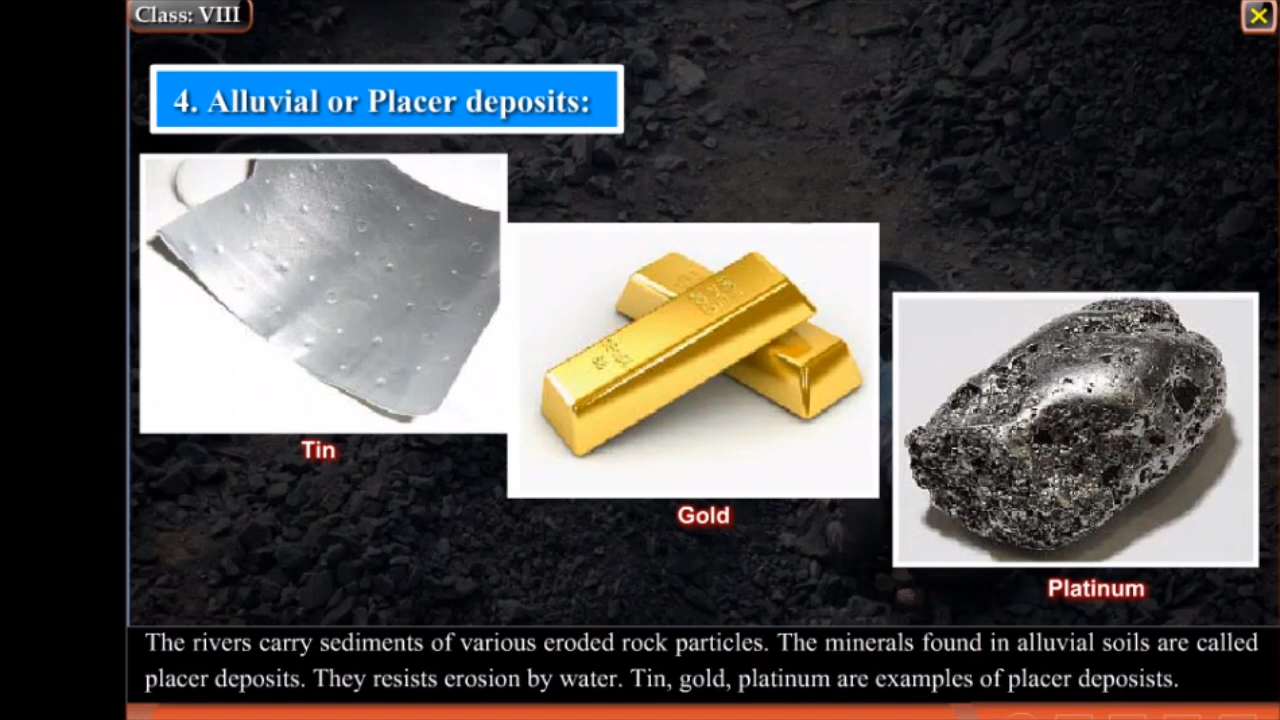 Class: VIII
4. Alluvial or Placer deposits:
Tin
Gold
Platinum
The rivers carry sediments of various eroded rock particles. The minerals found in alluvial soils are called
placer deposits. They resists erosion by water. Tin, gold, platinum are examples of placer deposists.